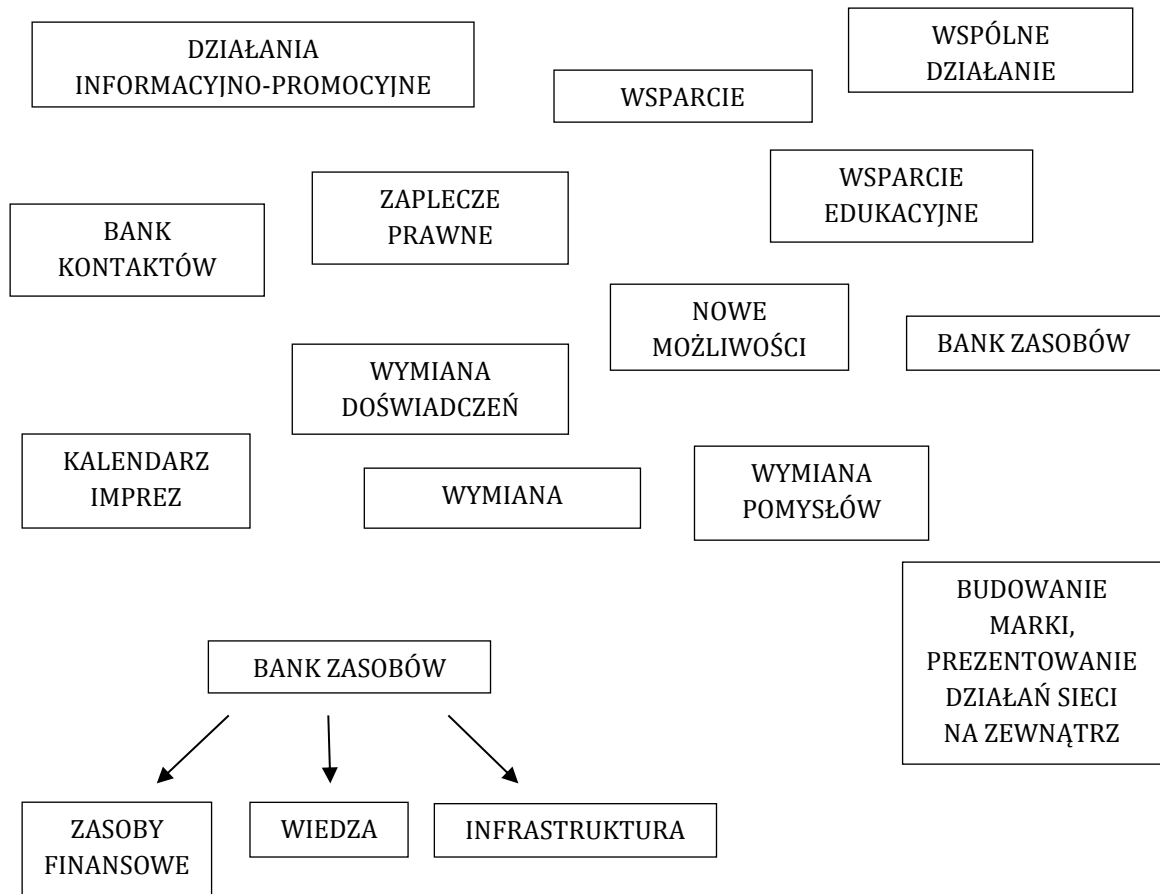 DZIAŁANIA
INFORMACYJNO-PROMOCYJNE
WSPÓLNE
DZIAŁANIE
WSPARCIE
WSPARCIE
EDUKACYJNE
ZAPLECZE
PRAWNE
BANK
KONTAKTÓW
NOWE
MOŻLIWOŚCI
BANK ZASOBÓW
WYMIANA
DOŚWIADCZEŃ
KALENDARZ
IMPREZ
WYMIANA
WYMIANA
POMYSŁÓW
BUDOWANIE
MARKI,
PREZENTOWANIE
DZIAŁAŃ SIECI
NA ZEWNĄTRZ
BANK ZASOBÓW
ZASOBY
FINANSOWE
WIEDZA
INFRASTRUKTURA